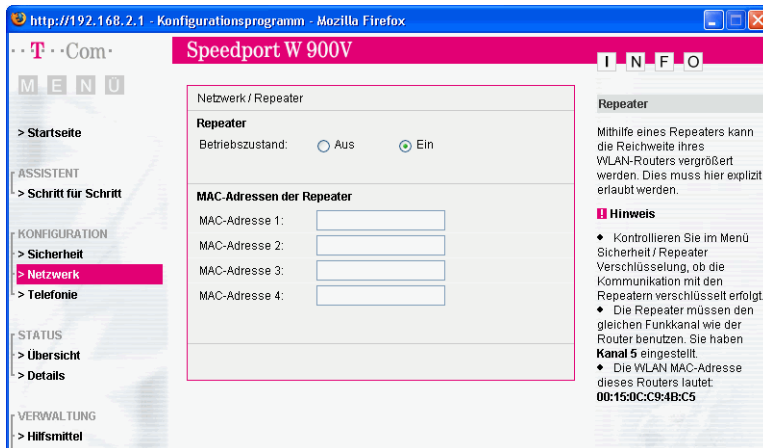 http://192.168.2.1 - Konfigurationsprogramm - Mozilla Firefox
··T··Com·
Speedport W 900V
MENÜ
> Startseite
ASSISTENT
> Schritt für Schritt
KONFIGURATION
> Sicherheit
> Netzwerk
> Telefonie
STATUS
> Übersicht
> Details
VERWALTUNG
> Hilfsmittel
Netzwerk / Repeater
Repeater
Betriebszustand: Aus Ein
MAC-Adressen der Repeater
MAC-Adresse 1:
MAC-Adresse 2:
MAC-Adresse 3:
MAC-Adresse 4:
INFO
Repeater
Mithilfe eines Repeaters kann
die Reichweite ihres
WLAN-Routers vergrößert
werden. Dies muss hier explizit
erlaubt werden.
! Hinweis
◆ Kontrollieren Sie im Menü
Sicherheit / Repeater
Verschlüsselung, ob die
Kommunikation mit den
Repeatern verschlüsselt erfolgt.
◆ Die Repeater müssen den
gleichen Funkkanal wie der
Router benutzen. Sie haben
Kanal 5 eingestellt.
◆ Die WLAN MAC-Adresse
dieses Routers lautet:
00:15:0C:C9:4B:C5